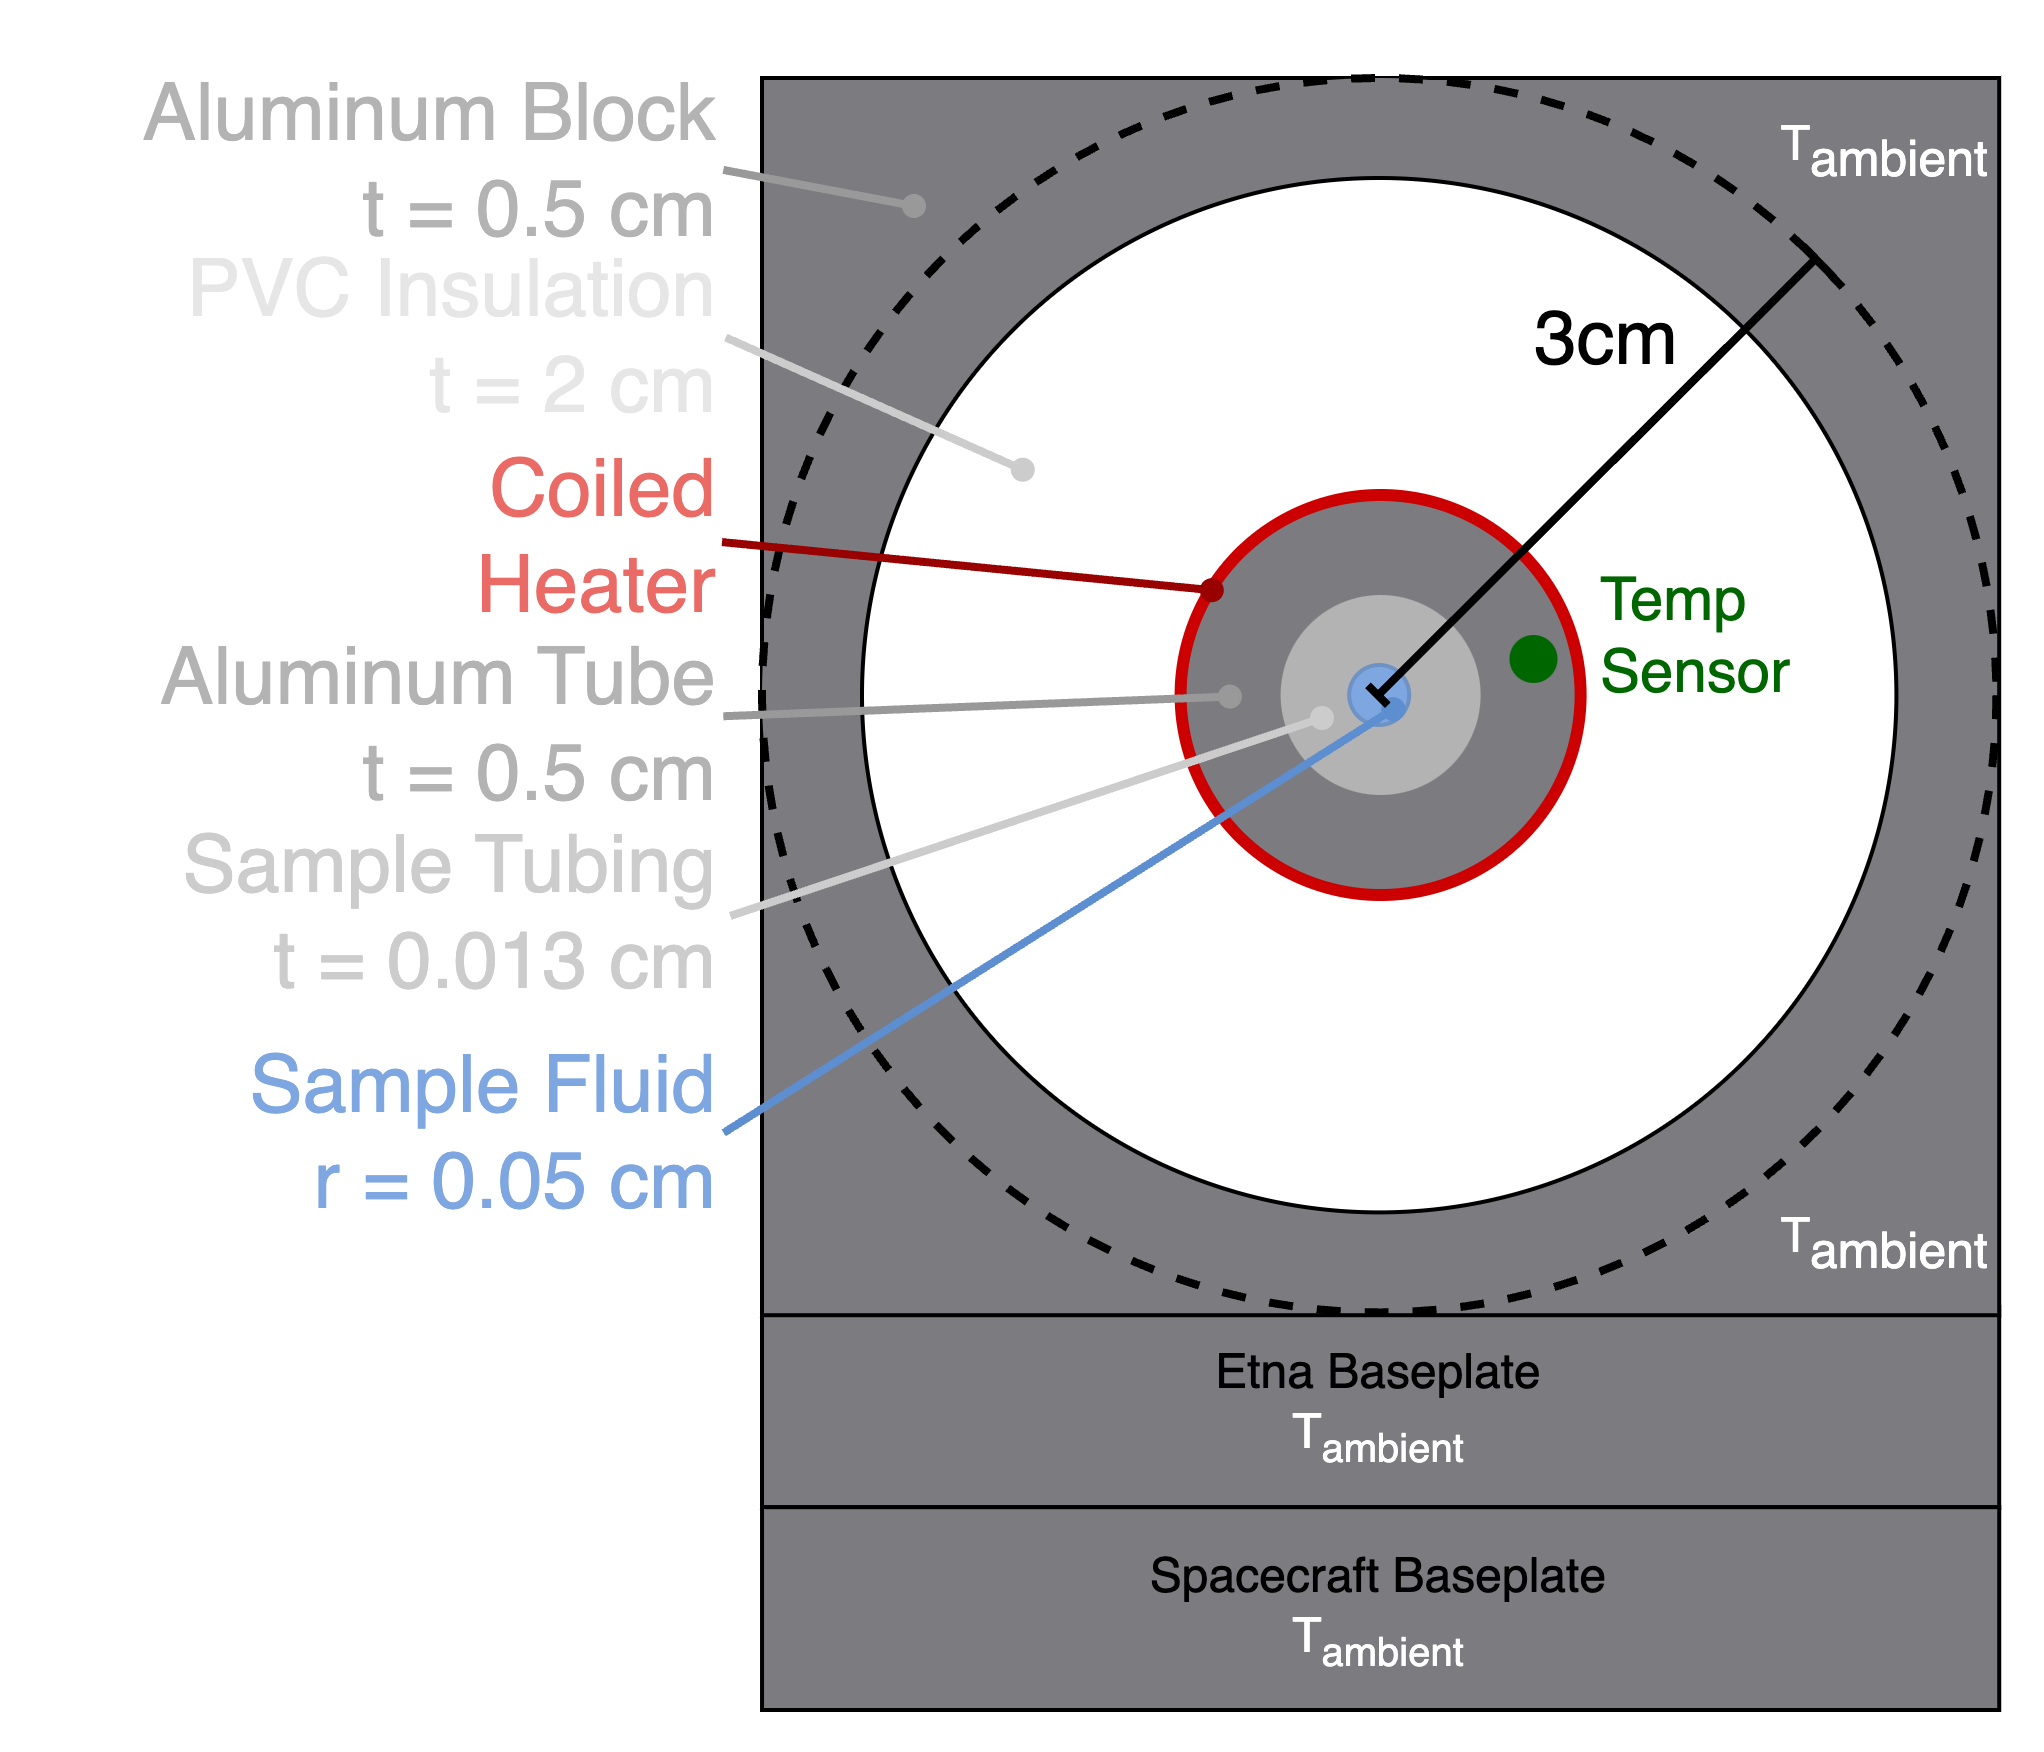 Aluminum Block
t = 0.5 cm
PVC Insulation
t = 2 cm
Coiled
Heater
Aluminum Tube
t = 0.5 cm
Sample Tubing
t = 0.013 cm
Sample Fluid
r = 0.05 cm
Tambient
3cm
Temp
Sensor
Tambient
Etna Baseplate
Tambient
Spacecraft Baseplate
Tambient